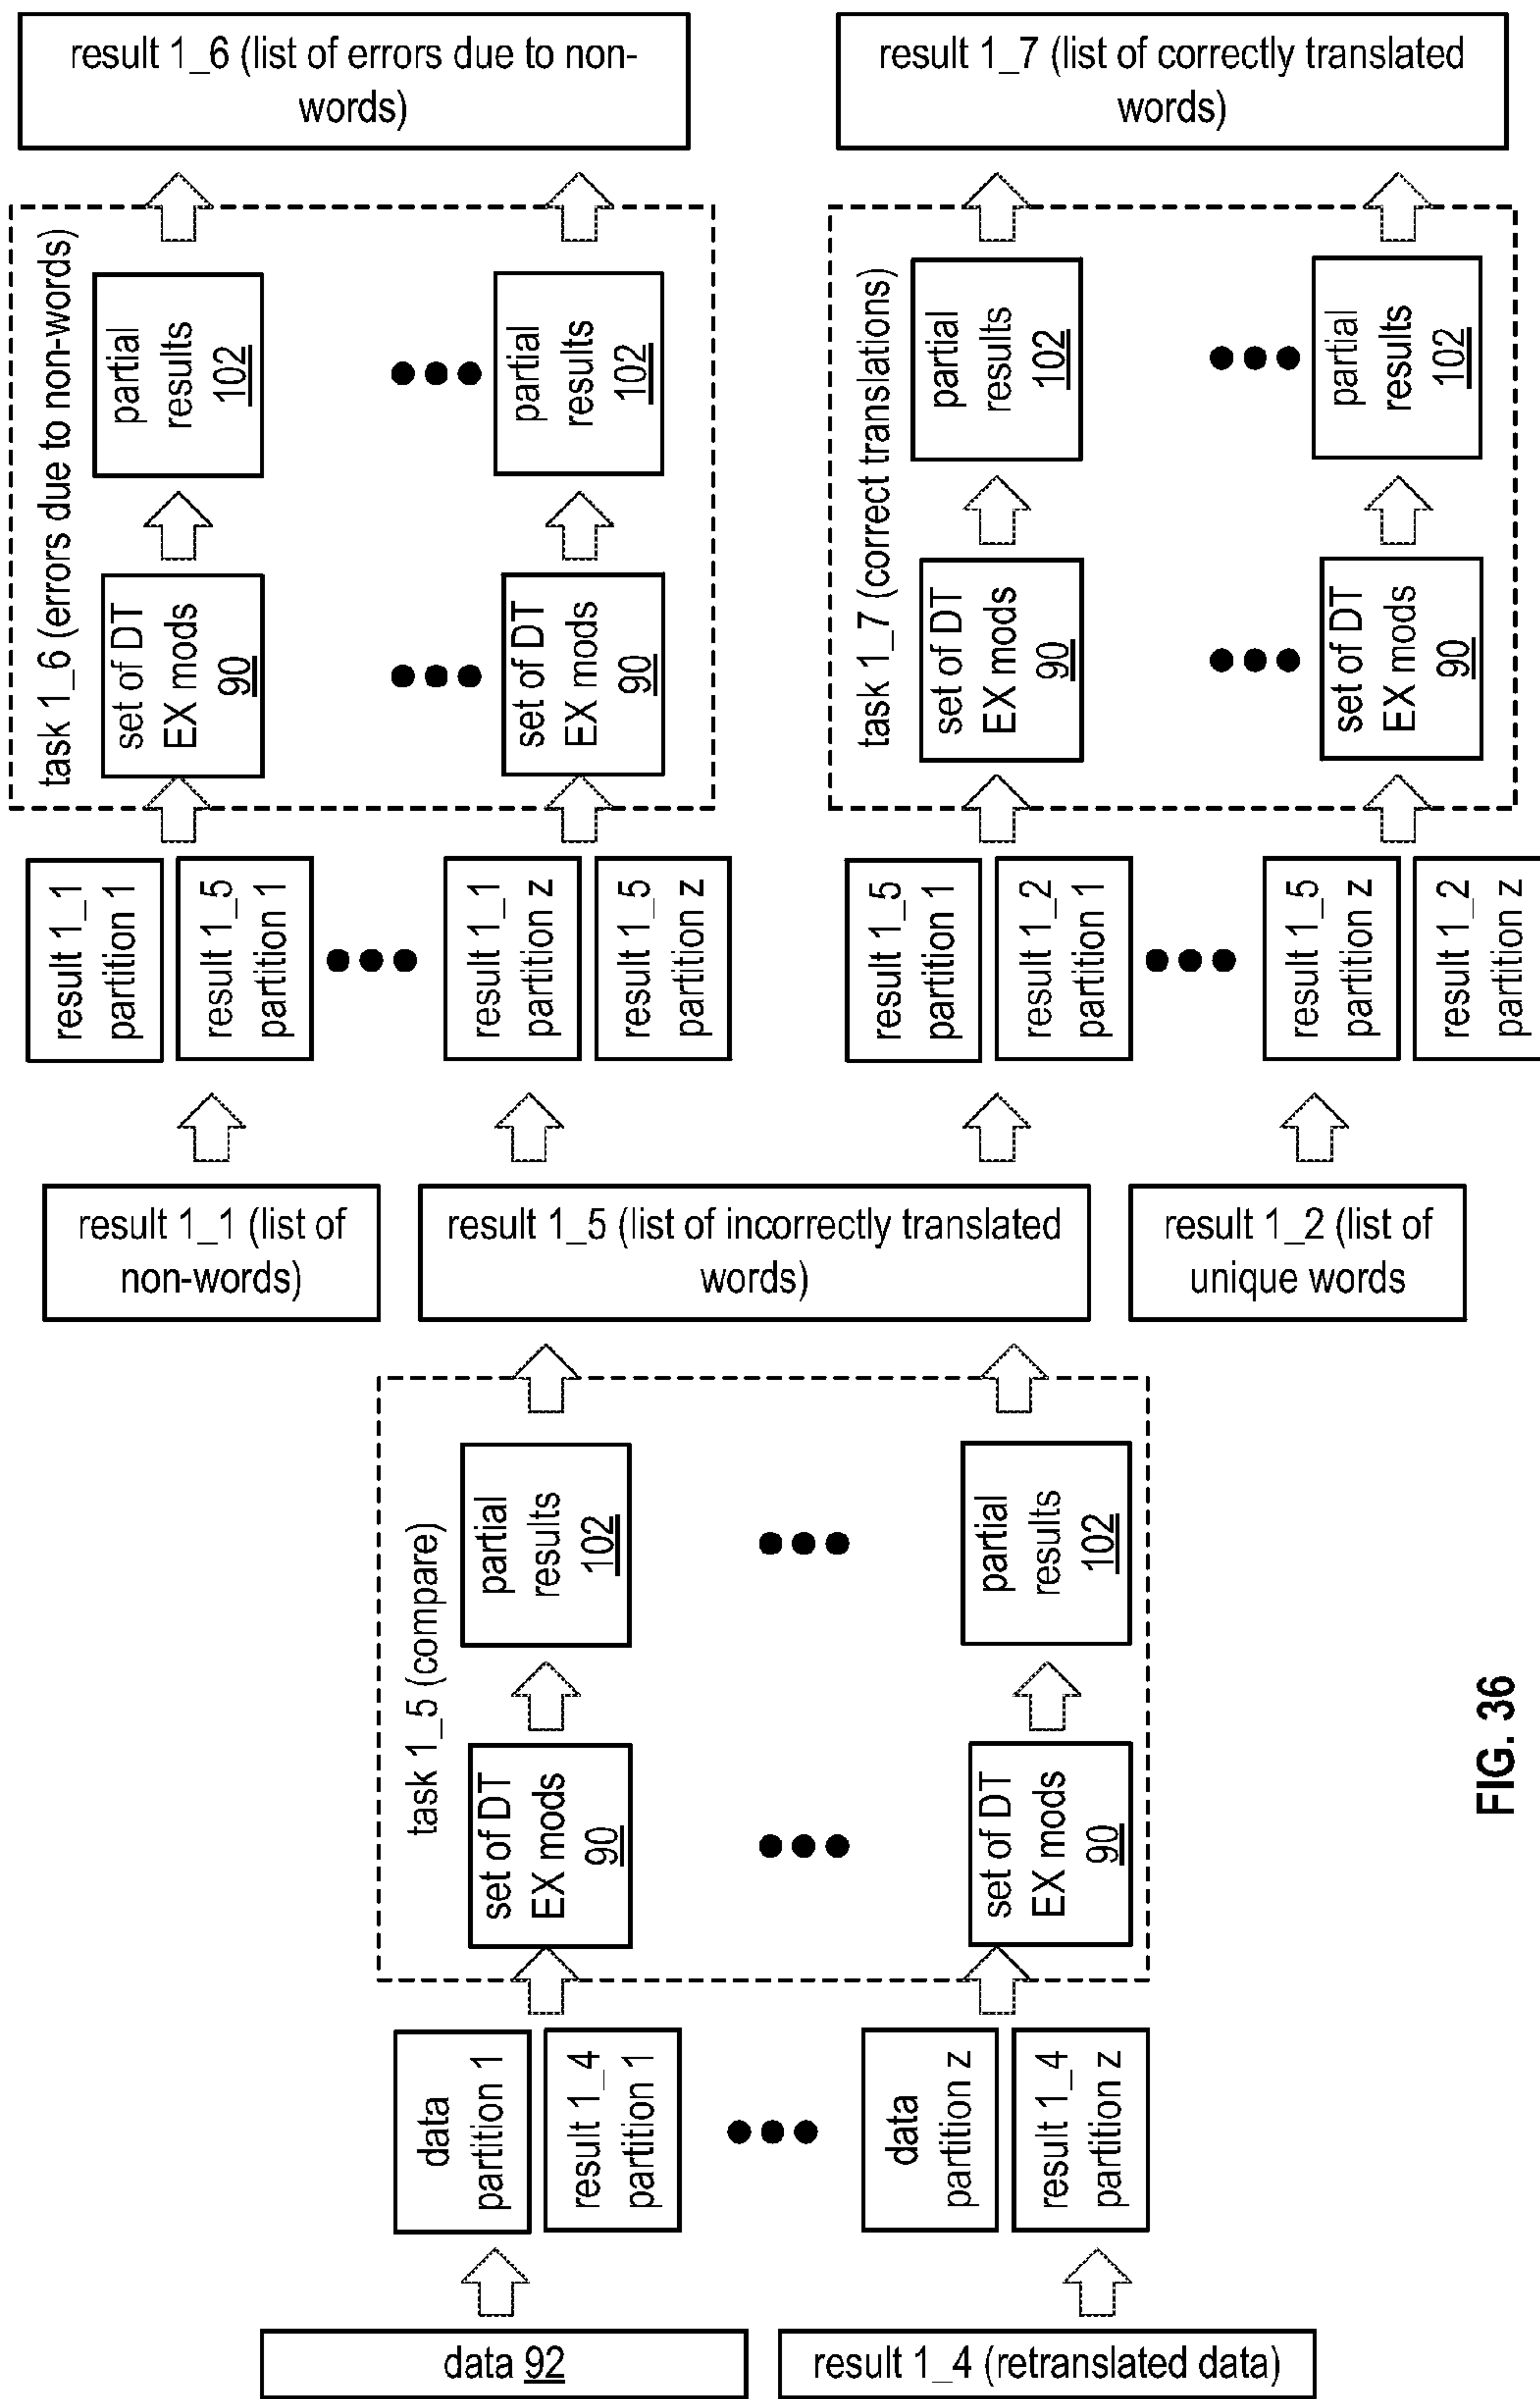 result 1_6 (list of errors due to non-
words)
result 1_7 (list of correctly translated
words)
task 1_6 (errors due to non-words)
set of DT
EX mods
90
partial
results
102
set of DT
EX mods
90
partial
results
102
task 1_7 (correct translations)
set of DT
EX mods
90
partial
results
102
set of DT
EX mods
90
partial
results
102
result 1_1
partition 1
result 1_5
partition 1
result 1_1
partition z
result 1_5
partition z
result 1_5
partition 1
result 1_2
partition 1
result 1_5
partition z
result 1_2
partition z
result 1_1 (list of
non-words)
result 1_5 (list of incorrectly translated
words)
result 1_2 (list of
unique words
task 1_5 (compare)
set of DT
EX mods
90
partial
results
102
set of DT
EX mods
90
partial
results
102
data
partition 1
result 1_4
partition 1
data
partition z
result 1_4
partition z
data 92
result 1_4 (retranslated data)
FIG. 36